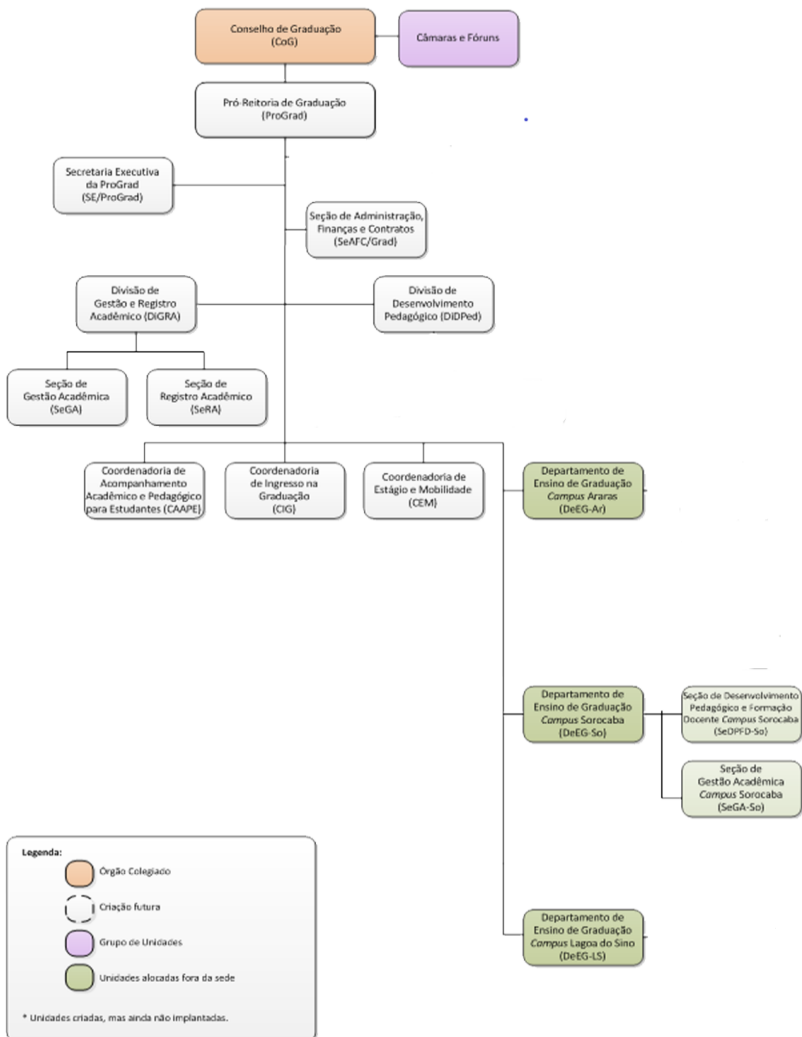 Conselho de Graduação
(CoG)
Câmaras e Fóruns
Pró-Reitoria de Graduação
(ProGrad)
Secretaria Executiva
da ProGrad
(SE/ProGrad)
Seção de Administração,
Finanças e Contratos
(SeAFC/Grad)
Divisão de
Gestão e Registro
Acadêmico (DiGRA)
Divisão de
Desenvolvimento
Pedagógico (DiDPed)
Seção de
Gestão Acadêmica
(SeGA)
Seção de
Registro Acadêmico
(SeRA)
Coordenadoria de
Acompanhamento
Acadêmico e Pedagógico
para Estudantes (CAAPE)
Coordenadoria
de Ingresso na
Graduação
(CIG)
Coordenadoria de
Estágio e Mobilidade
(CEM)
Departamento de
Ensino de Graduação
Campus Araras
(DeEG-Ar)
Departamento de
Ensino de Graduação
Campus Sorocaba
(DeEG-So)
Seção de Desenvolvimento
Pedagógico e Formação
Docente Campus Sorocaba
(SeDPFD-So)
Seção de
Gestão Acadêmica
Campus Sorocaba
(SeGA-So)
Departamento de
Ensino de Graduação
Campus Lagoa do Sino
(DeEG-LS)
Legenda:
Órgão Colegiado
Criação futura
Grupo de Unidades
Unidades alocadas fora da sede
* Unidades criadas, mas ainda não implantadas.